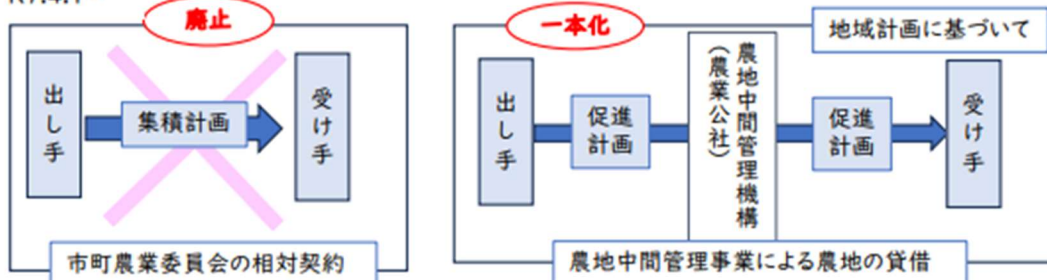 廃止
出し手
集積計画
受け手
市町農業委員会の相対契約
一本化
地域計画に基づいて
出し手
促進
計画
農地中間管理機構
(農業公社)
促進
計画
受け手
農地中間管理事業による農地の貸借